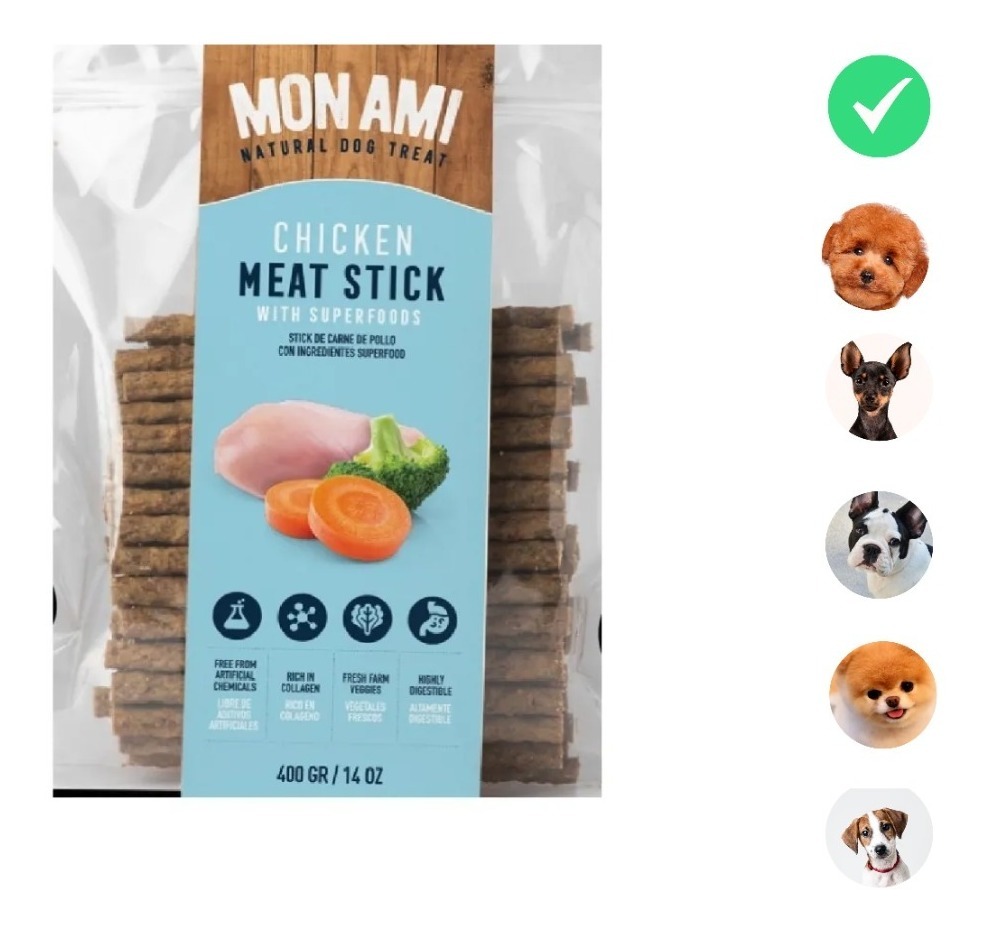 MON AMI
NATURAL DOG TREAT
CHICKEN
MEAT STICK
WITH SUPERFOODS
STICK DE CARNE DE POLLO
CON INGREDIENTES SUPERFOOD
FREE FROM
ARTIFICIAL
CHEMICALS
LIBRE DE
ADITIVOS
ARTIFICIALES
RICH IN
COLLAGEN
RICO EN
COLAGENO
FRESH FARM
VEGGIES
VEGETALES
FRESCOS
HIGHLY
DIGESTIBLE
ALTAMENTE
DIGESTIBLE
400 GR / 14 OZ